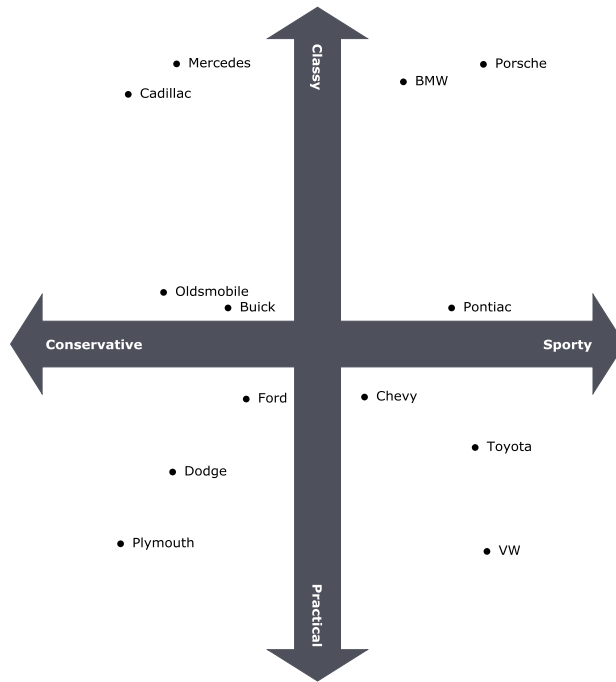 Classy
Mercedes
Porsche
BMW
Cadillac
Oldsmobile
Buick
Pontiac
Conservative
Sporty
Ford
Chevy
Toyota
Dodge
Plymouth
VW
Practical